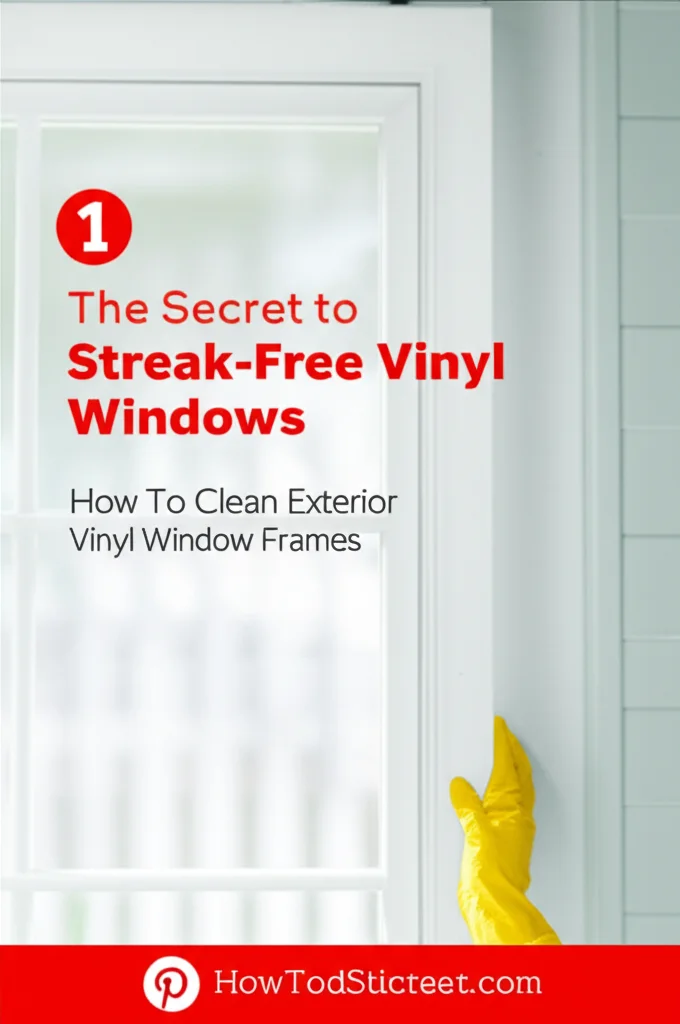 1
The Secret to
Streak-Free Vinyl
Windows
How To Clean Exterior
Vinyl Window Frames
HowTodSticteet.com